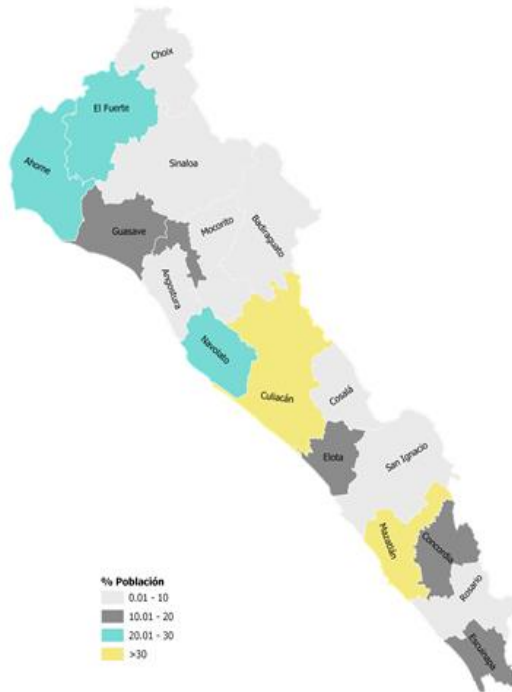 Choix
El Fuerte
Ahome
Sinaloa
Guasave
Mocorito
Badiraguato
Angostura
Navolato
Culiacán
Cosalá
Elota
San Ignacio
Mazatlán
Concordia
Rosario
Escuinapa
% Población
0.01 - 10
10.01 - 20
20.01 - 30
>30